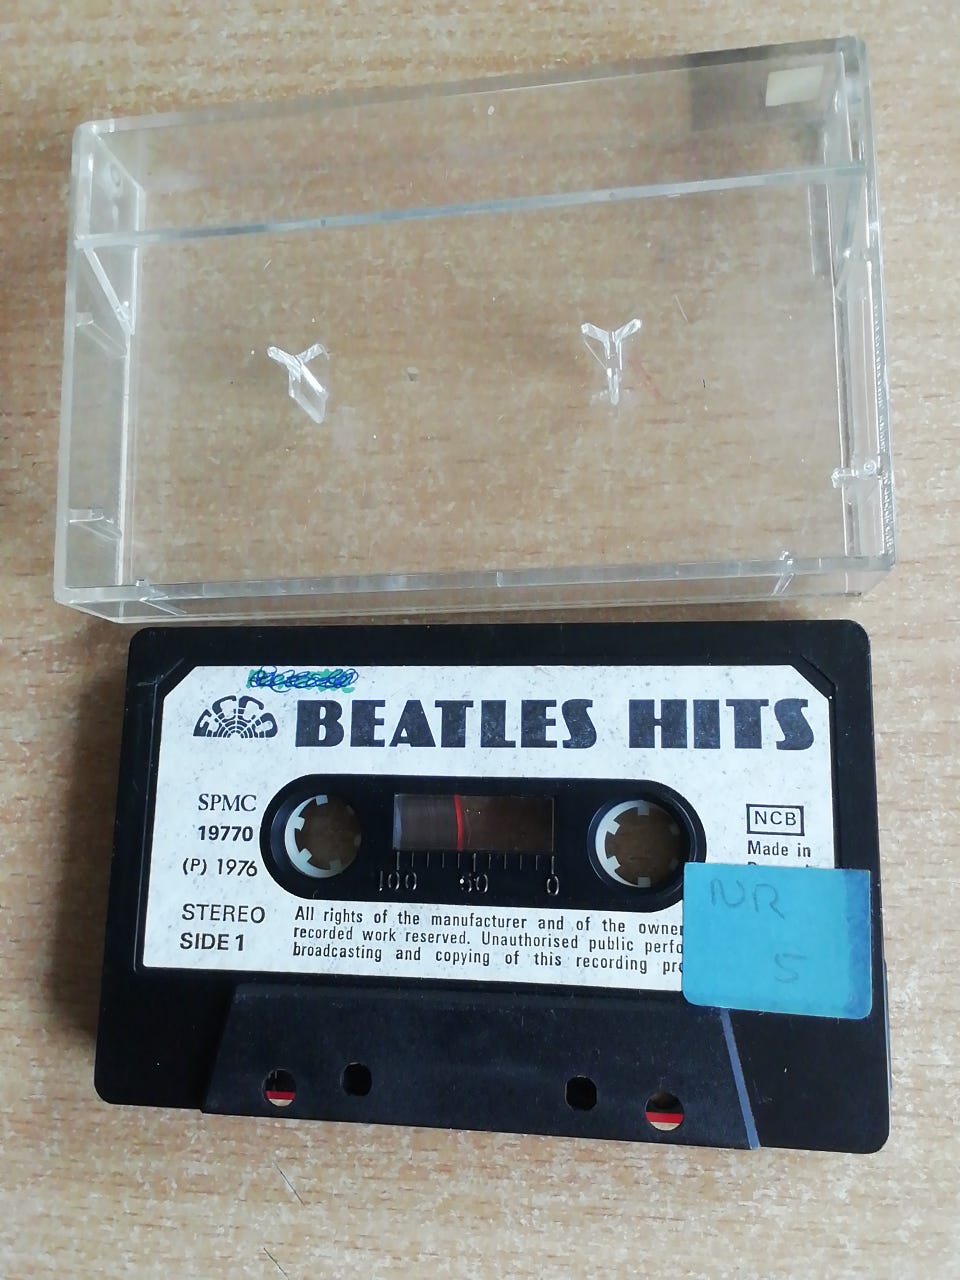 BEATLES HITS
SPMC
19770
(P) 1976
STEREO
SIDE 1
NCB
Made in
100 50 0
All rights of the manufacturer and of the owner
recorded work reserved. Unauthorised public perfo
broadcasting and copying of this recording pro
NR
5